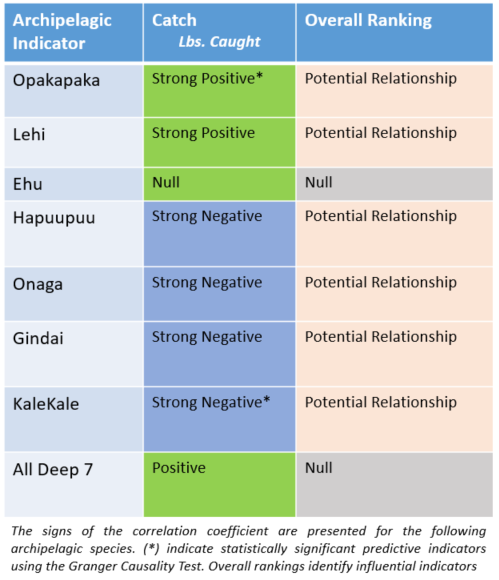 Archipelagic Indicator Catch Lbs. Caught Overall Ranking
Opakapaka Strong Positive* Potential Relationship
Lehi Strong Positive Potential Relationship
Ehu Null Null
Hapuupuu Strong Negative Potential Relationship
Onaga Strong Negative Potential Relationship
Gindai Strong Negative Potential Relationship
KaleKale Strong Negative* Potential Relationship
All Deep 7 Positive Null
The signs of the correlation coefficient are presented for the following
archipelagic species. (*) indicate statistically significant predictive indicators
using the Granger Causality Test. Overall rankings identify influential indicators